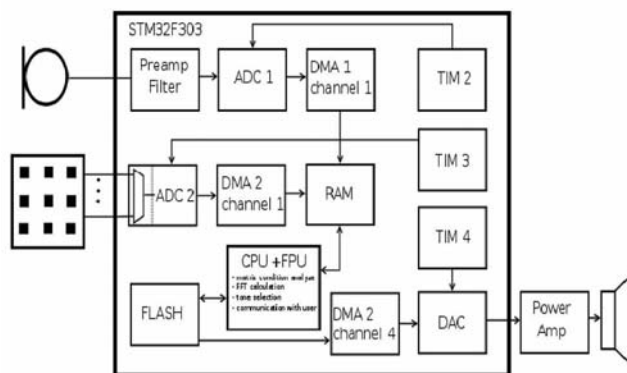 STM32F303
Preamp
Filter
ADC 1
DMA 1
channel 1
TIM 2
TIM 3
ADC 2
DMA 2
channel 1
RAM
TIM 4
CPU +FPU
- matrix condition analysis
- FFT calculation
- tone selection
- communication with user
FLASH
DMA 2
channel 4
DAC
Power
Amp